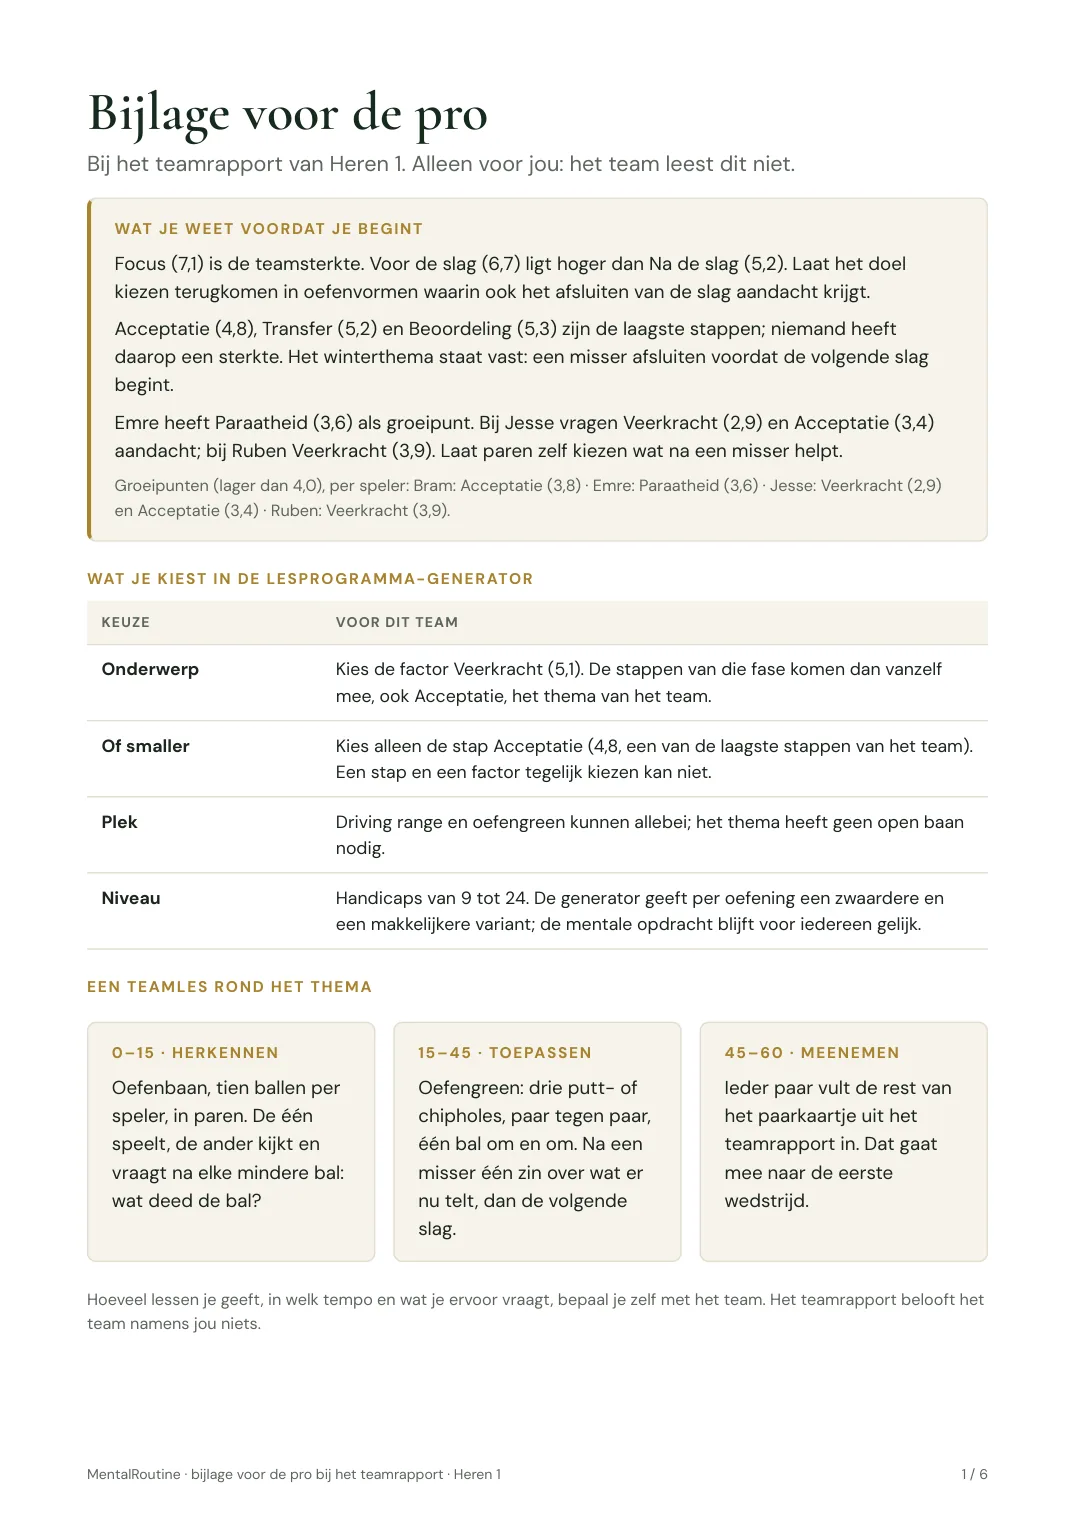 Bijlage voor de pro
Bij het teamrapport van Heren 1. Alleen voor jou: het team leest dit niet.
WAT JE WEET VOORDAT JE BEGINT
Focus (7,1) is de teamsterkte. Voor de slag (6,7) ligt hoger dan Na de slag (5,2). Laat het doel
kiezen terugkomen in oefenvormen waarin ook het afsluiten van de slag aandacht krijgt.
Acceptatie (4,8), Transfer (5,2) en Beoordeling (5,3) zijn de laagste stappen; niemand heeft
daarop een sterkte. Het winterthema staat vast: een misser afsluiten voordat de volgende slag
begint.
Emre heeft Paraatheid (3,6) als groeipunt. Bij Jesse vragen Veerkracht (2,9) en Acceptatie (3,4)
aandacht; bij Ruben Veerkracht (3,9). Laat paren zelf kiezen wat na een misser helpt.
Groeipunten (lager dan 4,0), per speler: Bram: Acceptatie (3,8) · Emre: Paraatheid (3,6) · Jesse: Veerkracht (2,9)
en Acceptatie (3,4) · Ruben: Veerkracht (3,9).
WAT JE KIEST IN DE LESPROGRAMMA-GENERATOR
KEUZE VOOR DIT TEAM
Onderwerp Kies de factor Veerkracht (5,1). De stappen van die fase komen dan vanzelf
mee, ook Acceptatie, het thema van het team.
Of smaller Kies alleen de stap Acceptatie (4,8, een van de laagste stappen van het team).
Een stap en een factor tegelijk kiezen kan niet.
Plek Driving range en oefengreen kunnen allebei; het thema heeft geen open baan
nodig.
Niveau Handicaps van 9 tot 24. De generator geeft per oefening een zwaardere en
een makkelijkere variant; de mentale opdracht blijft voor iedereen gelijk.
EEN TEAMLES ROND HET THEMA
0–15 · HERKENNEN
Oefenbaan, tien ballen per
speler, in paren. De één
speelt, de ander kijkt en
vraagt na elke mindere bal:
wat deed de bal?
15–45 · TOEPASSEN
Oefengreen: drie putt- of
chipholes, paar tegen paar,
één bal om en om. Na een
misser één zin over wat er
nu telt, dan de volgende
slag.
45–60 · MEENEMEN
Ieder paar vult de rest van
het paarkaartje uit het
teamrapport in. Dat gaat
mee naar de eerste
wedstrijd.
Hoeveel lessen je geeft, in welk tempo en wat je ervoor vraagt, bepaal je zelf met het team. Het teamrapport belooft het
team namens jou niets.
MentalRoutine · bijlage voor de pro bij het teamrapport · Heren 1 1 / 6